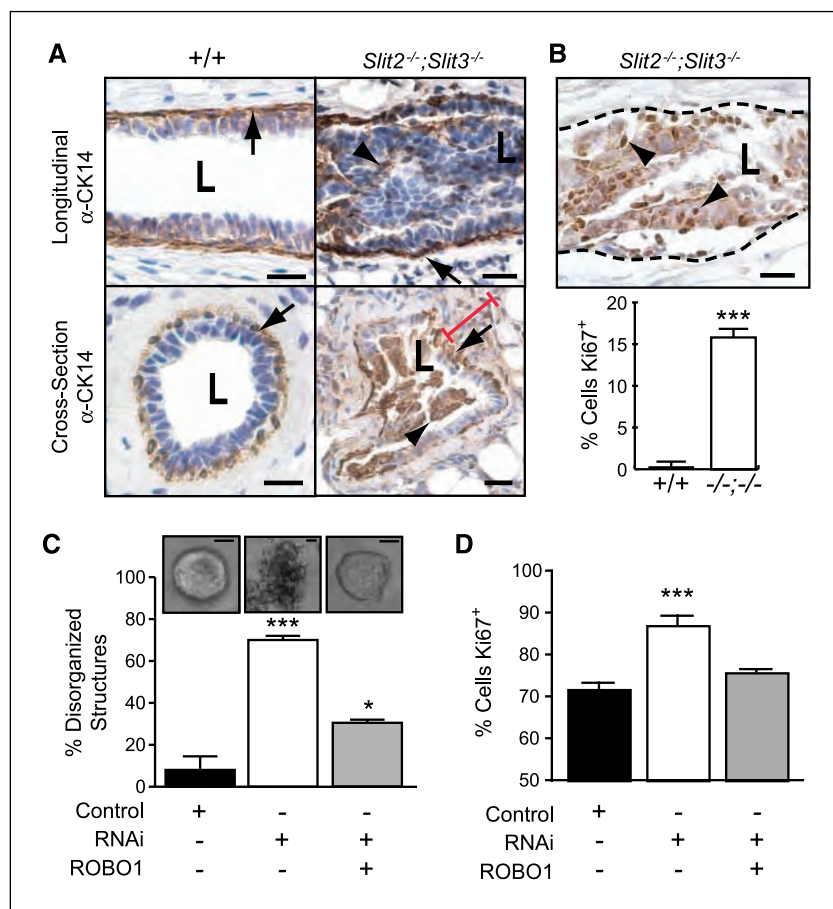 A
+/+
Slit2-/-;Slit3-/-
Longitudinal
α-CK14
L
L
Cross-Section
α-CK14
L
L
B
Slit2-/-;Slit3-/-
L
% Cells Ki67+
20
15
10
5
0
***
+/+
-/-;-/-
C
% Disorganized
Structures
100
80
60
40
20
0
***
*
Control + - -
RNAi - + +
ROBO1 - - +
D
% Cells Ki67+
100
90
80
70
60
50
***
Control + - -
RNAi - + +
ROBO1 - - +